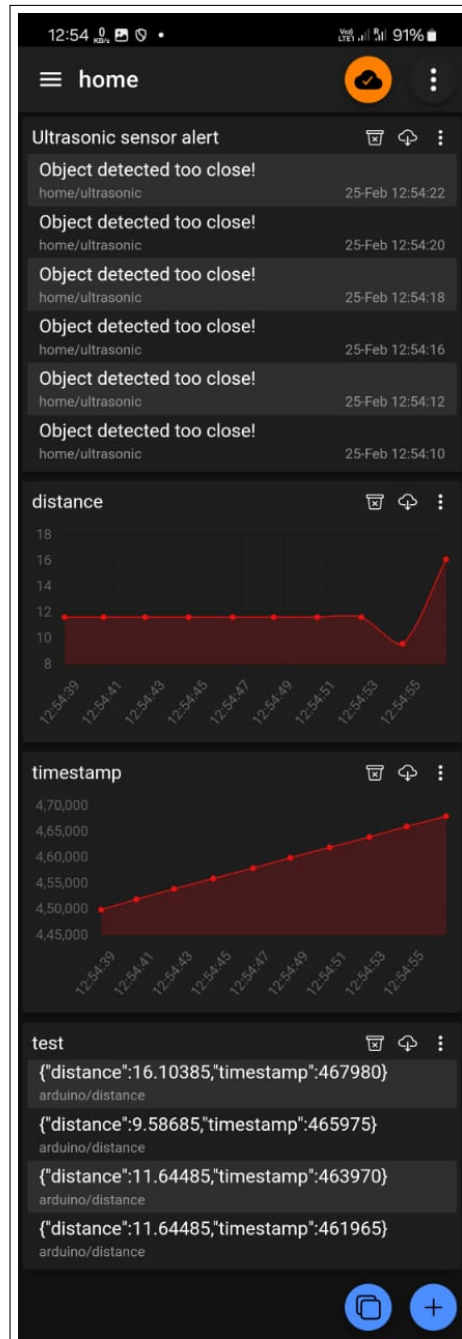 12:54 0 KB/s • Vo)) LTE1 R 91%
home
Ultrasonic sensor alert
Object detected too close!
home/ultrasonic 25-Feb 12:54:22
Object detected too close!
home/ultrasonic 25-Feb 12:54:20
Object detected too close!
home/ultrasonic 25-Feb 12:54:18
Object detected too close!
home/ultrasonic 25-Feb 12:54:16
Object detected too close!
home/ultrasonic 25-Feb 12:54:12
Object detected too close!
home/ultrasonic 25-Feb 12:54:10
distance
18
16
14
12
10
8
12:54:39 12:54:41 12:54:43 12:54:45 12:54:47 12:54:49 12:54:51 12:54:53 12:54:55
timestamp
4,70,000
4,65,000
4,60,000
4,55,000
4,50,000
4,45,000
12:54:39 12:54:41 12:54:43 12:54:45 12:54:47 12:54:49 12:54:51 12:54:53 12:54:55
test
{"distance":16.10385,"timestamp":467980}
arduino/distance
{"distance":9.58685,"timestamp":465975}
arduino/distance
{"distance":11.64485,"timestamp":463970}
arduino/distance
{"distance":11.64485,"timestamp":461965}
arduino/distance